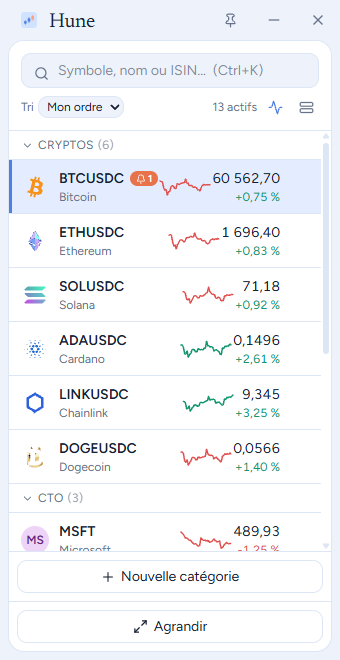 Hune
Symbole, nom ou ISIN... (Ctrl+K)
Tri Mon ordre 13 actifs
CRYPTOS (6)
BTCUSDC 1 60 562,70
Bitcoin +0,75 %
ETHUSDC 1 696,40
Ethereum +0,83 %
SOLUSDC 71,18
Solana +0,92 %
ADAUSDC 0,1496
Cardano +2,61 %
LINKUSDC 9,345
Chainlink +3,25 %
DOGEUSDC 0,0566
Dogecoin +1,40 %
CTO (3)
MS MSFT 489,93
Microsoft -1,25 %
+ Nouvelle catégorie
Agrandir